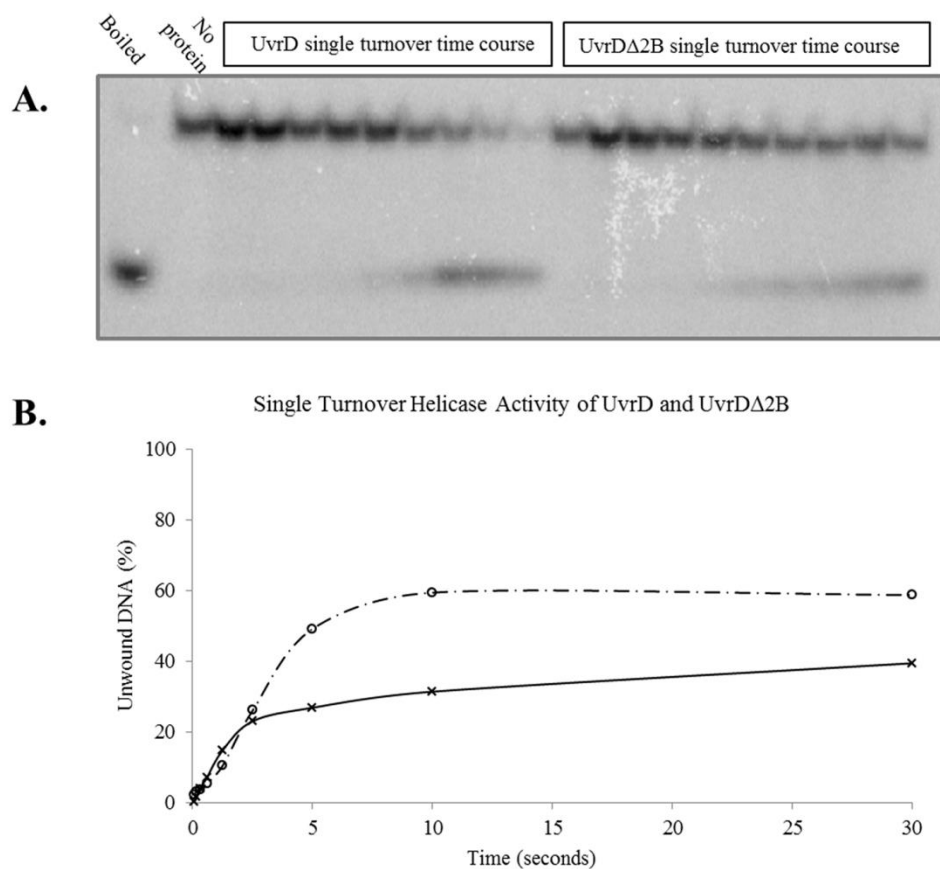 Boiled
No
protein
UvrD single turnover time course
UvrDΔ2B single turnover time course
A.
B.
Single Turnover Helicase Activity of UvrD and UvrDΔ2B
100
80
60
40
20
0
Unwound DNA (%)
0 5 10 15 20 25 30
Time (seconds)